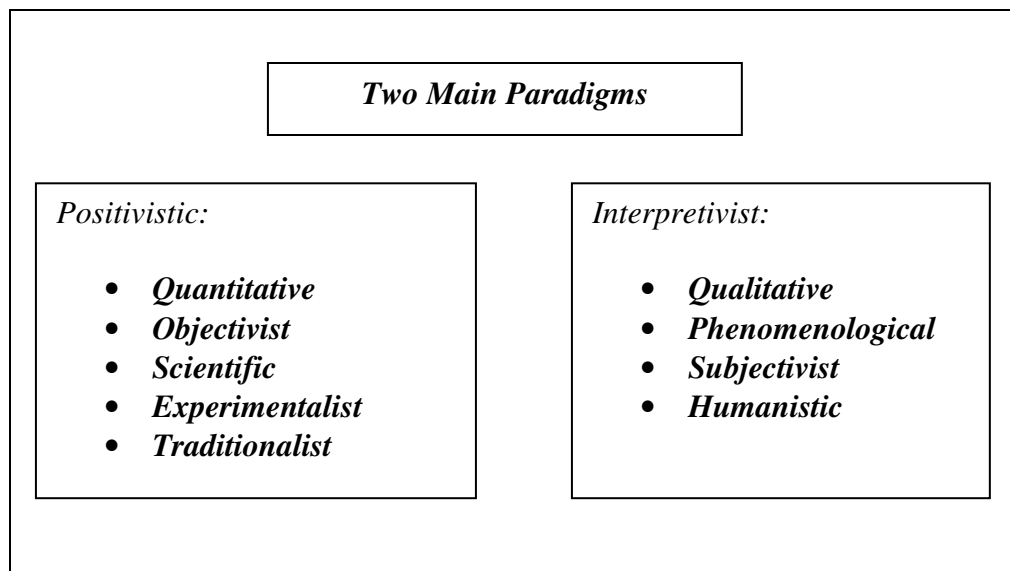 Two Main Paradigms
Positivistic:
• Quantitative
• Objectivist
• Scientific
• Experimentalist
• Traditionalist
Interpretivist:
• Qualitative
• Phenomenological
• Subjectivist
• Humanistic